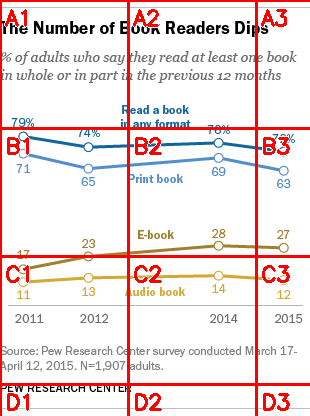 A1 A2 A3
The Number of Book Readers Dips
% of adults who say they read at least one book
in whole or in part in the previous 12 months
Read a book
in any format
79% 74% 76% 72%
B1 B2 B3
71 65 69 63
Print book
E-book
17 23 28 27
C1 C2 C3
11 13 14 12
Audio book
2011 2012 2014 2015
Source: Pew Research Center survey conducted March 17-
April 12, 2015. N=1,907 adults.
PEW RESEARCH CENTER
D1 D2 D3